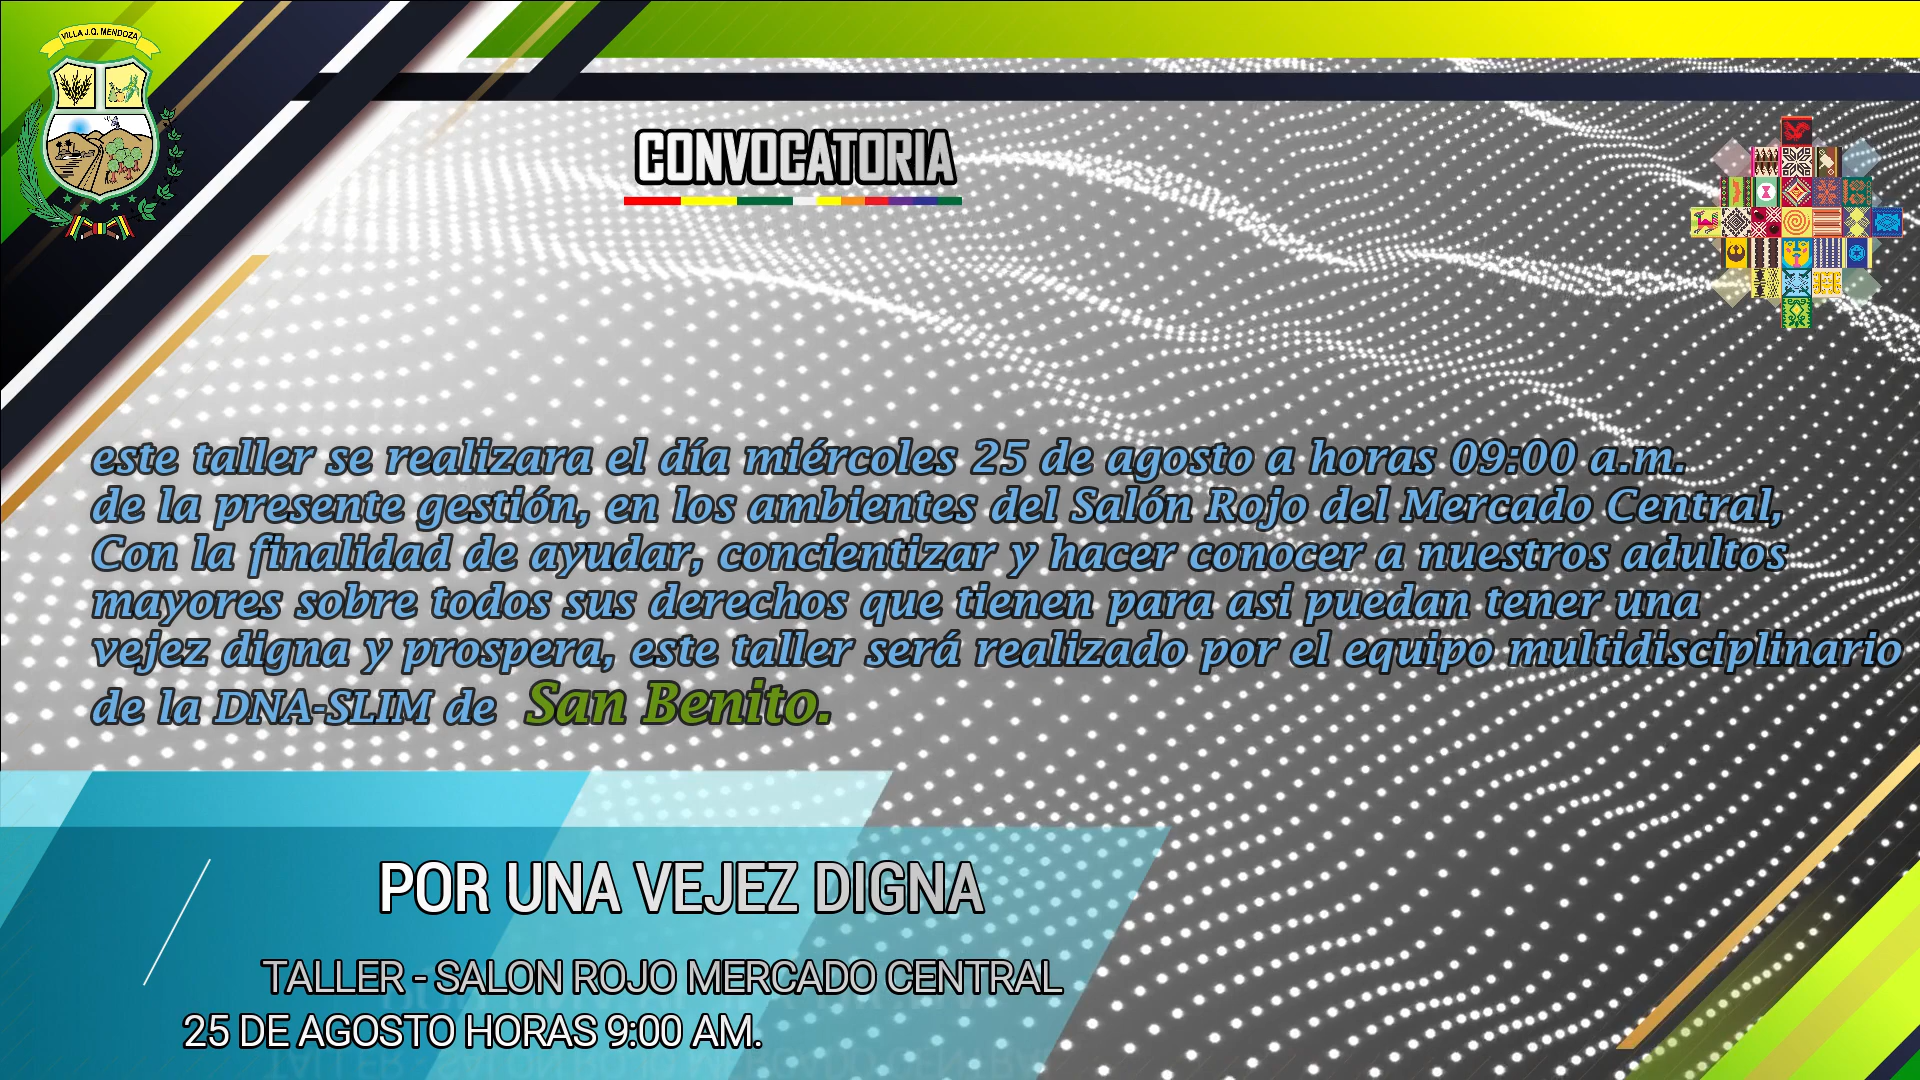 VILLA J.Q. MENDOZA
CONVOCATORIA
este taller se realizara el día miércoles 25 de agosto a horas 09:00 a.m.
de la presente gestión, en los ambientes del Salón Rojo del Mercado Central,
Con la finalidad de ayudar, concientizar y hacer conocer a nuestros adultos
mayores sobre todos sus derechos que tienen para asi puedan tener una
vejez digna y prospera, este taller será realizado por el equipo multidisciplinario
de la DNA-SLIM de San Benito.
POR UNA VEJEZ DIGNA
TALLER - SALON ROJO MERCADO CENTRAL
25 DE AGOSTO HORAS 9:00 AM.